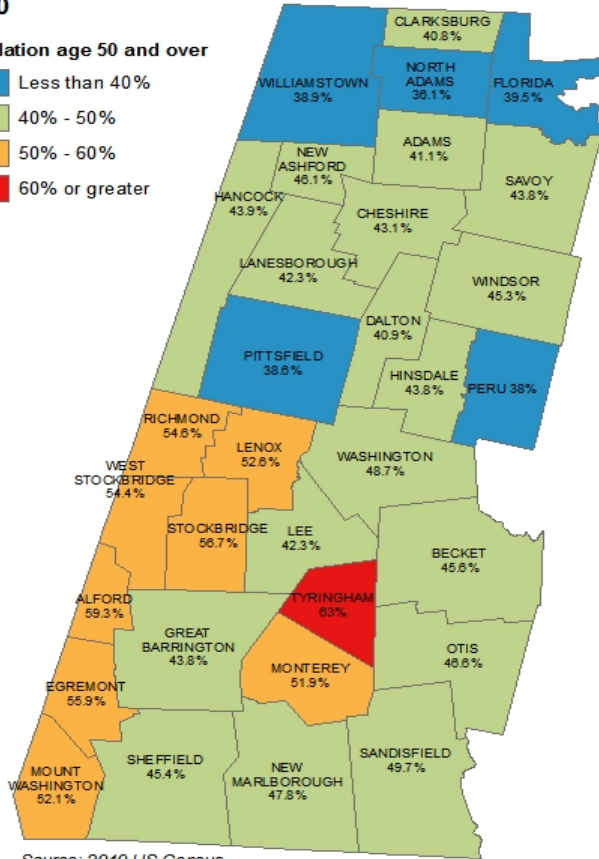 0
lation age 50 and over
Less than 40%
40% - 50%
50% - 60%
60% or greater
CLARKSBURG
40.8%
WILLIAMSTOWN
38.9%
NORTH
ADAMS
36.1%
FLORIDA
39.5%
ADAMS
41.1%
NEW
ASHFORD
46.1%
SAVOY
43.8%
HANCOCK
43.9%
CHESHIRE
43.1%
LANESBOROUGH
42.3%
WINDSOR
45.3%
DALTON
40.9%
PITTSFIELD
38.6%
HINSDALE
43.8%
PERU 38%
RICHMOND
54.6%
LENOX
52.6%
WASHINGTON
48.7%
WEST
STOCKBRIDGE
54.4%
STOCKBRIDGE
56.7%
LEE
42.3%
BECKET
45.6%
ALFORD
59.3%
TYRINGHAM
63%
GREAT
BARRINGTON
43.8%
OTIS
46.6%
MONTEREY
51.9%
EGREMONT
55.9%
SHEFFIELD
45.4%
SANDISFIELD
49.7%
MOUNT
WASHINGTON
52.1%
NEW
MARLBOROUGH
47.8%
Source: 2010 US Census